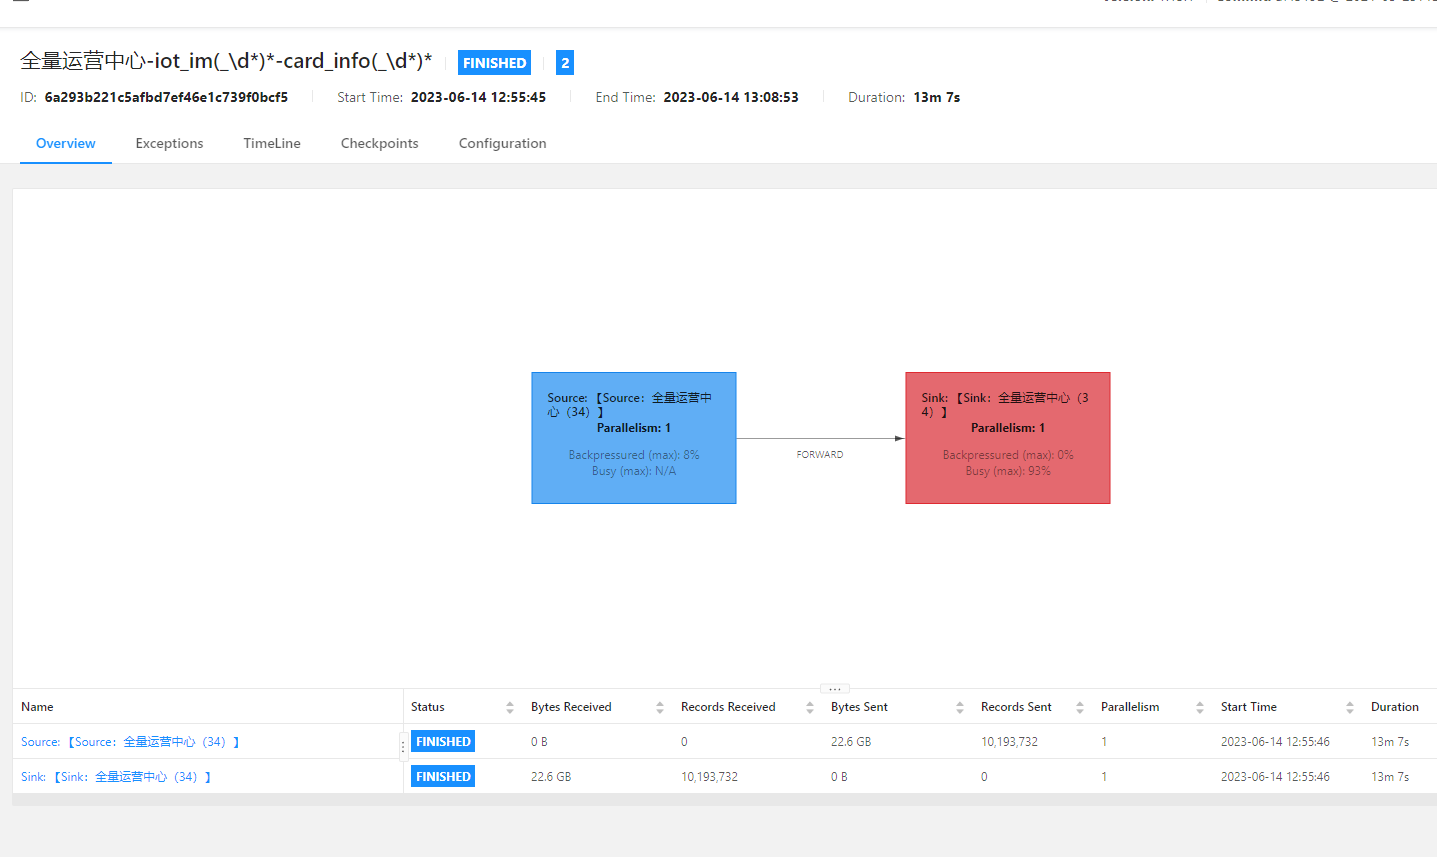 全量运营中心-iot_im(_\d*)*-card_info(_\d*)* FINISHED 2
ID: 6a293b221c5afbd7ef46e1c739f0bcf5 Start Time: 2023-06-14 12:55:45 End Time: 2023-06-14 13:08:53 Duration: 13m 7s
Overview Exceptions TimeLine Checkpoints Configuration
Source: 【Source: 全量运营中
心（34）】
Parallelism: 1
Backpressured (max): 8%
Busy (max): N/A
FORWARD
Sink: 【Sink: 全量运营中心（3
4）】
Parallelism: 1
Backpressured (max): 0%
Busy (max): 93%
Name Status Bytes Received Records Received Bytes Sent Records Sent Parallelism Start Time Duration
Source: 【Source: 全量运营中心（34）】 FINISHED 0 B 0 22.6 GB 10,193,732 1 2023-06-14 12:55:46 13m 7s
Sink: 【Sink: 全量运营中心（34）】 FINISHED 22.6 GB 10,193,732 0 B 0 1 2023-06-14 12:55:46 13m 7s